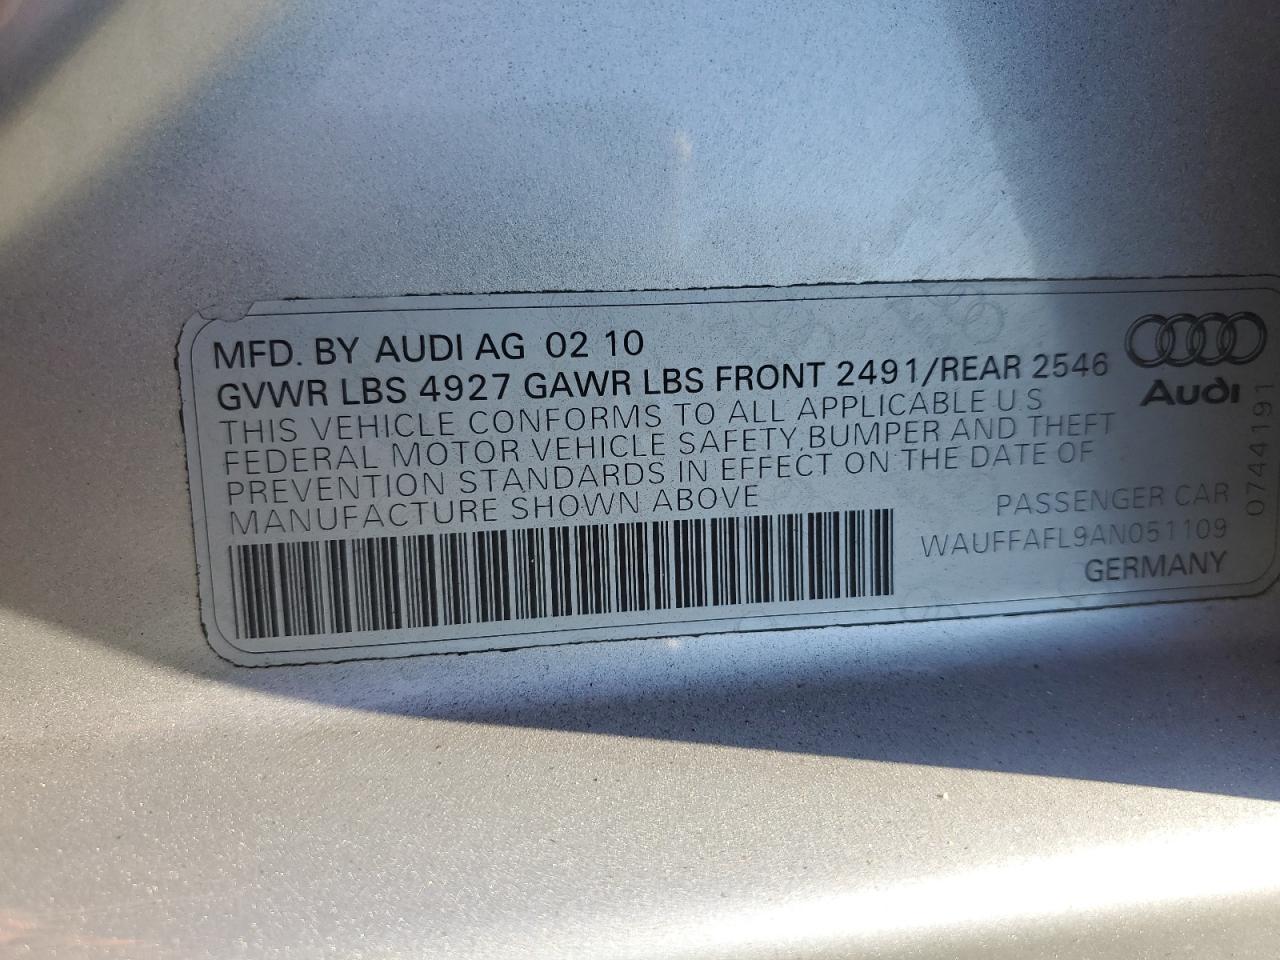 MFD. BY AUDI AG 02 10
GVWR LBS 4927 GAWR LBS FRONT 2491/REAR 2546
THIS VEHICLE CONFORMS TO ALL APPLICABLE U S
FEDERAL MOTOR VEHICLE SAFETY, BUMPER AND THEFT
PREVENTION STANDARDS IN EFFECT ON THE DATE OF
MANUFACTURE SHOWN ABOVE
PASSENGER CAR
WAUFFAFL9AN051109
GERMANY
Audi
0744191